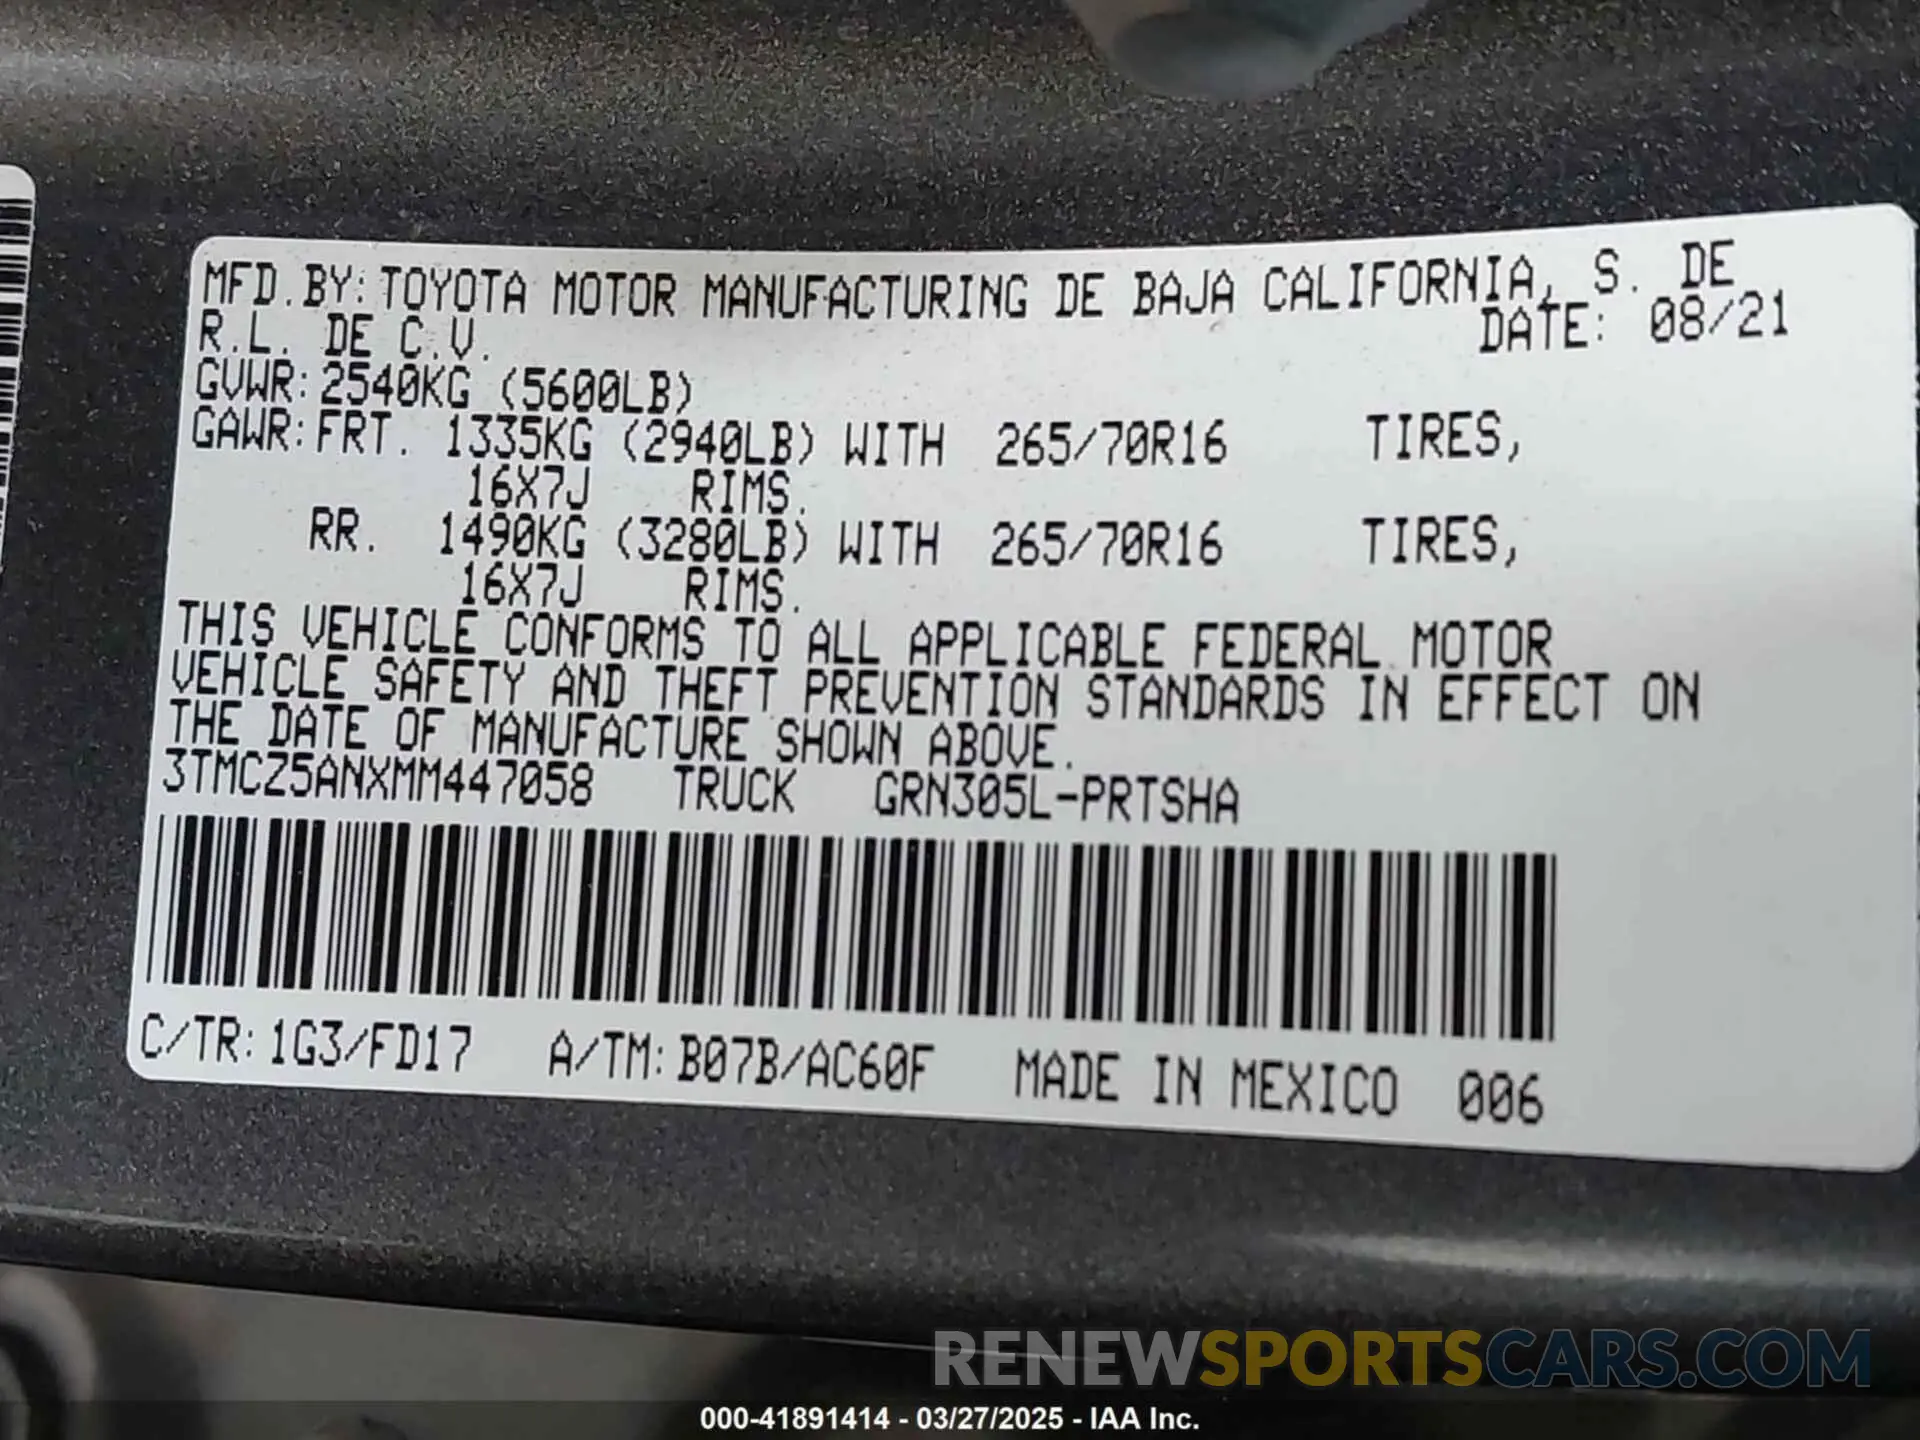 MFD.BY:TOYOTA MOTOR MANUFACTURING DE BAJA CALIFORNIA, S. DE
R.L. DE C.V. DATE: 08/21
GVWR:2540KG (5600LB)
GAWR:FRT. 1335KG (2940LB) WITH 265/70R16 TIRES,
16X7J RIMS.
RR. 1490KG (3280LB) WITH 265/70R16 TIRES,
16X7J RIMS.
THIS VEHICLE CONFORMS TO ALL APPLICABLE FEDERAL MOTOR
VEHICLE SAFETY AND THEFT PREVENTION STANDARDS IN EFFECT ON
THE DATE OF MANUFACTURE SHOWN ABOVE.
3TMCZ5ANXMM447058 TRUCK GRN305L-PRTSHA
C/TR:1G3/FD17 A/TM:B07B/AC60F MADE IN MEXICO 006
RENEWSPORTSCARS.COM
000-41891414 - 03/27/2025 - IAA Inc.